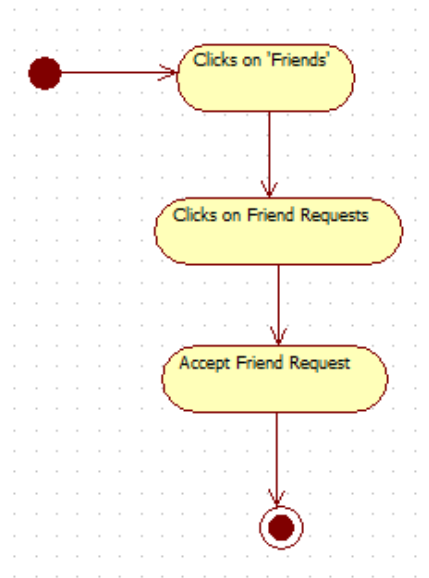 Clicks on 'Friends'
Clicks on Friend Requests
Accept Friend Request